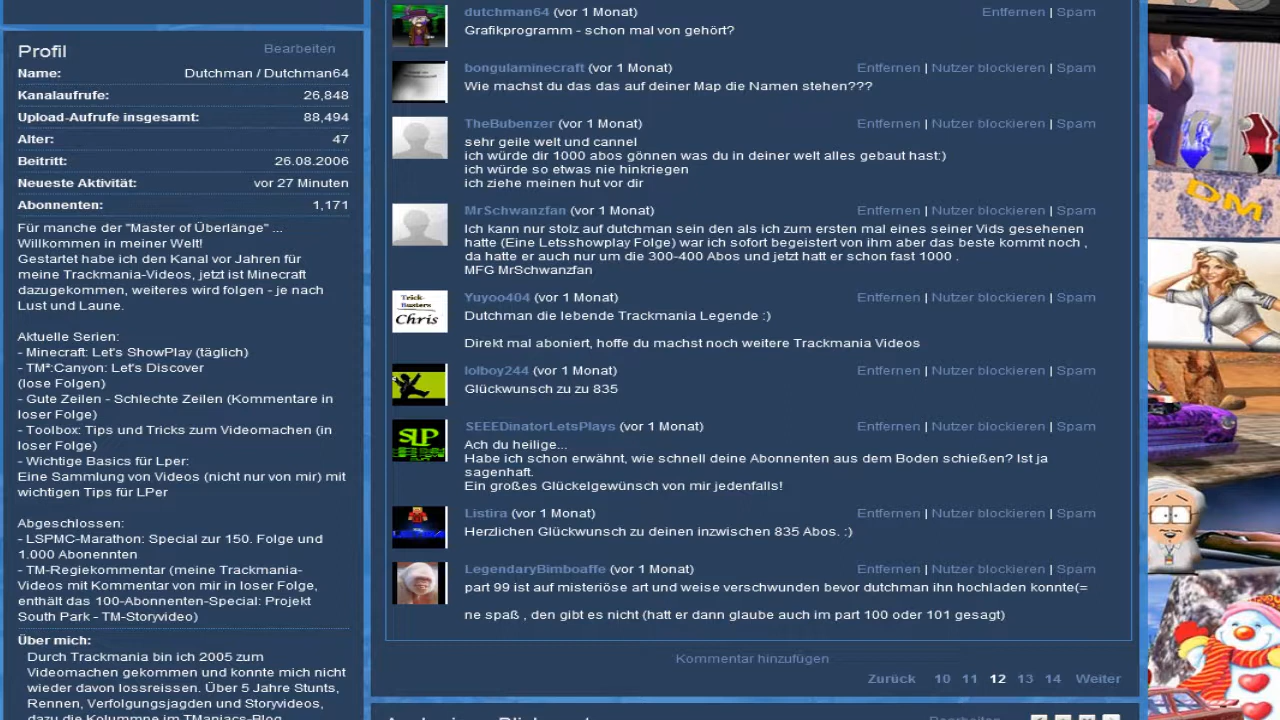 Profil
Bearbeiten
Name: Dutchman / Dutchman64
Kanalaufrufe: 26,848
Upload-Aufrufe insgesamt: 88,494
Alter: 47
Beitritt: 26.08.2006
Neueste Aktivität: vor 27 Minuten
Abonnenten: 1,171
Für manche der "Master of Überlänge" ...
Willkommen in meiner Welt!
Gestartet habe ich den Kanal vor Jahren für
meine Trackmania-Videos, jetzt ist Minecraft
dazugekommen, weiteres wird folgen - je nach
Lust und Laune.
Aktuelle Serien:
- Minecraft: Let's ShowPlay (täglich)
- TM²:Canyon: Let's Discover
(lose Folgen)
- Gute Zeilen - Schlechte Zeilen (Kommentare in
loser Folge)
- Toolbox: Tips und Tricks zum Videomachen (in
loser Folge)
- Wichtige Basics für Lper:
Eine Sammlung von Videos (nicht nur von mir) mit
wichtigen Tips für LPer
Abgeschlossen:
- LSPMC-Marathon: Special zur 150. Folge und
1.000 Abonennten
- TM-Regiekommentar (meine Trackmania-
Videos mit Kommentar von mir in loser Folge,
enthält das 100-Abonnenten-Special: Projekt
South Park - TM-Storyvideo)
Über mich:
Durch Trackmania bin ich 2005 zum
Videomachen gekommen und konnte mich nicht
wieder davon lossreissen. Über 5 Jahre Stunts,
Rennen, Verfolgungsjagden und Storyvideos,
dazu die Kolummne im TManiacs-Blog
dutchman64 (vor 1 Monat) Entfernen | Spam
Grafikprogramm - schon mal von gehört?
bongulaminecraft (vor 1 Monat) Entfernen | Nutzer blockieren | Spam
Wie machst du das das auf deiner Map die Namen stehen???
TheBubenzer (vor 1 Monat) Entfernen | Nutzer blockieren | Spam
sehr geile welt und cannel
ich würde dir 1000 abos gönnen was du in deiner welt alles gebaut hast:)
ich würde so etwas nie hinkriegen
ich ziehe meinen hut vor dir
MrSchwanzfan (vor 1 Monat) Entfernen | Nutzer blockieren | Spam
Ich kann nur stolz auf dutchman sein den als ich zum ersten mal eines seiner Vids gesehenen
hatte (Eine Letsshowplay Folge) war ich sofort begeistert von ihm aber das beste kommt noch ,
da hatte er auch nur um die 300-400 Abos und jetzt hatt er schon fast 1000 .
MFG MrSchwanzfan
Yuyoo404 (vor 1 Monat) Entfernen | Nutzer blockieren | Spam
Trick-
Busters
Chris
Dutchman die lebende Trackmania Legende :)
Direkt mal aboniert, hoffe du machst noch weitere Trackmania Videos
lolboy244 (vor 1 Monat) Entfernen | Nutzer blockieren | Spam
Glückwunsch zu zu 835
SEEEDinatorLetsPlays (vor 1 Monat) Entfernen | Nutzer blockieren | Spam
SLP
Ach du heilige...
Habe ich schon erwähnt, wie schnell deine Abonnenten aus dem Boden schießen? Ist ja
sagenhaft.
Ein großes Glückelgewünsch von mir jedenfalls!
Listira (vor 1 Monat) Entfernen | Nutzer blockieren | Spam
Herzlichen Glückwunsch zu deinen inzwischen 835 Abos. :)
LegendaryBimboaffe (vor 1 Monat) Entfernen | Nutzer blockieren | Spam
part 99 ist auf misteriöse art und weise verschwunden bevor dutchman ihn hochladen konnte(=
ne spaß , den gibt es nicht (hatt er dann glaube auch im part 100 oder 101 gesagt)
Kommentar hinzufügen
Zurück 10 11 12 13 14 Weiter
Bearbeiten
DM